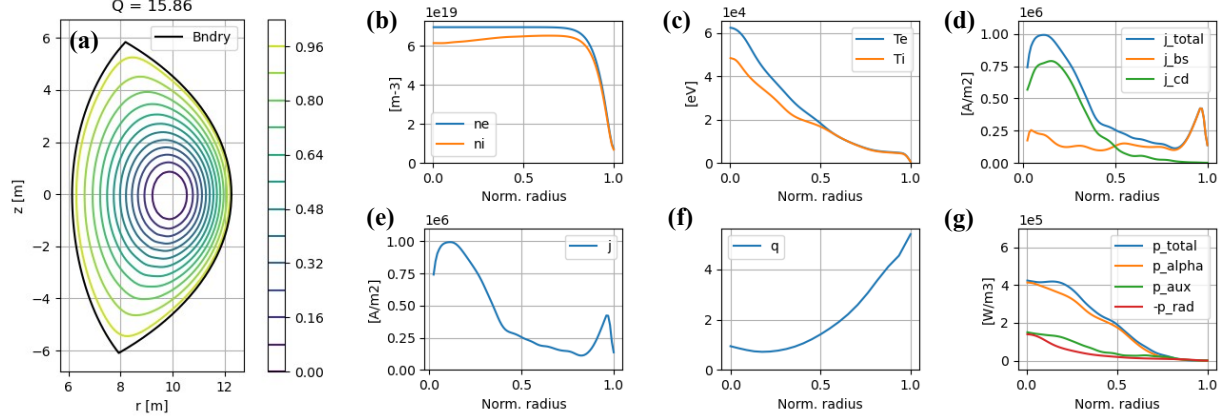 Q = 15.86
(a)
Bndry
z [m]
6
4
2
0
−2
−4
−6
6
8
10
12
r [m]
0.96
0.80
0.64
0.48
0.32
0.16
0.00
(b)
1e19
[m-3]
6
4
2
0
ne
ni
0.0
0.5
1.0
Norm. radius
(c)
1e4
[eV]
6
4
2
0
Te
Ti
0.0
0.5
1.0
Norm. radius
(d)
1e6
[A/m2]
1.00
0.75
0.50
0.25
0.00
j_total
j_bs
j_cd
0.0
0.5
1.0
Norm. radius
(e)
1e6
[A/m2]
1.00
0.75
0.50
0.25
0.00
j
0.0
0.5
1.0
Norm. radius
(f)
4
2
0
q
0.0
0.5
1.0
Norm. radius
(g)
1e5
[W/m3]
6
4
2
0
p_total
p_alpha
p_aux
-p_rad
0.0
0.5
1.0
Norm. radius